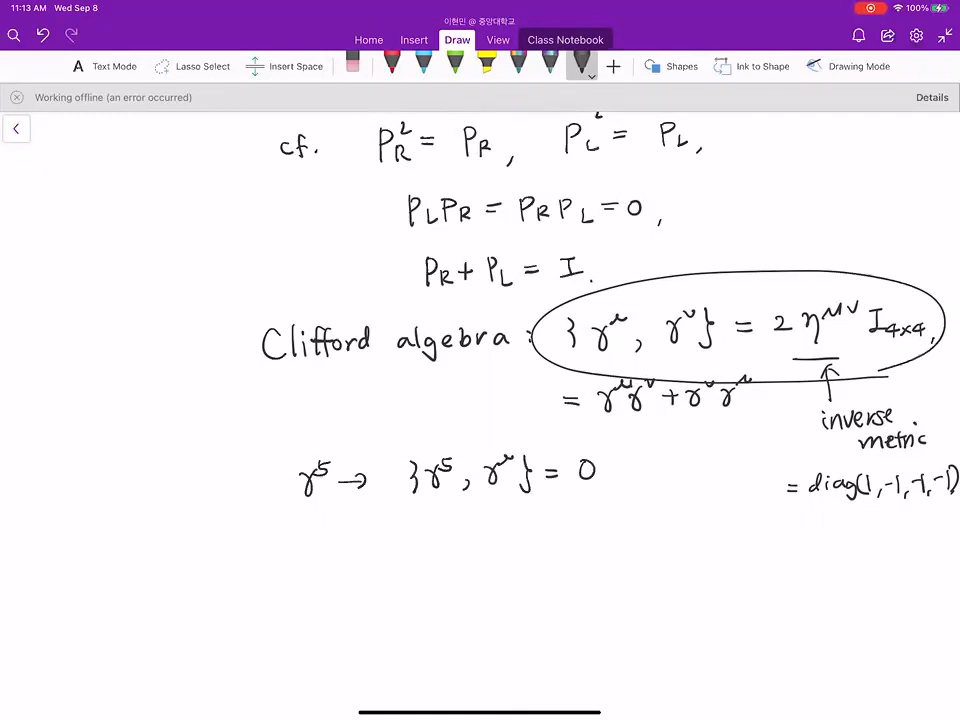 11:13 AM Wed Sep 8
100%
이현민 @ 중앙대학교
Home Insert Draw View Class Notebook
Text Mode Lasso Select Insert Space Shapes Ink to Shape Drawing Mode
Working offline (an error occurred) Details
cf. P_R^2 = P_R, P_L^2 = P_L,
P_L P_R = P_R P_L = 0,
P_R + P_L = I.
Clifford algebra : {γ^μ, γ^ν} = 2 η^{μν} I_{4×4},
= γ^μ γ^ν + γ^ν γ^μ
inverse metric
γ^5 → {γ^5, γ^μ} = 0
= diag(1,-1,-1,-1)